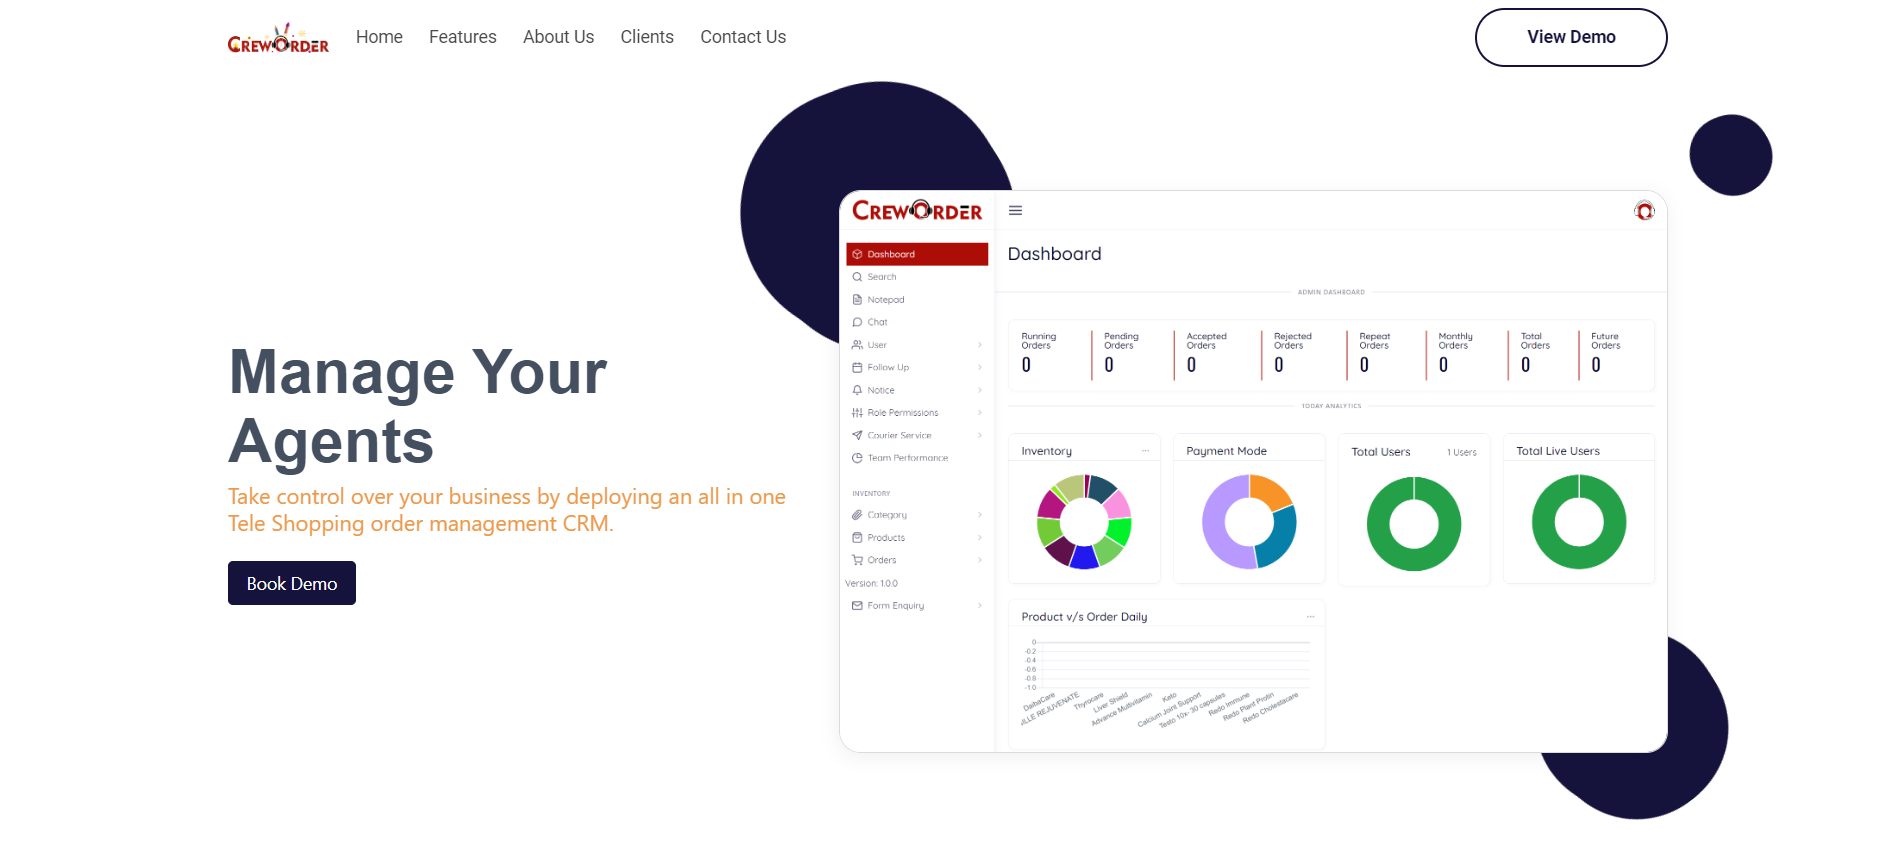 CREWORDER
Home
Features
About Us
Clients
Contact Us
View Demo
Manage Your
Agents
Take control over your business by deploying an all in one
Tele Shopping order management CRM.
Book Demo
CREWORDER
Dashboard
Search
Notepad
Chat
User
Follow Up
Notice
Role Permissions
Courier Service
Team Performance
INVENTORY
Category
Products
Orders
Version: 1.0.0
Form Enquiry
Dashboard
ADMIN DASHBOARD
Running
Orders
0
Pending
Orders
0
Accepted
Orders
0
Rejected
Orders
0
Repeat
Orders
0
Monthly
Orders
0
Total
Orders
0
Future
Orders
0
TODAY ANALYTICS
Inventory
Payment Mode
Total Users
1 Users
Total Live Users
Product v/s Order Daily
0
-0.2
-0.4
-0.6
-0.8
-1.0
REJUVENATE
Thyrocare
Liver Shield
Advance Multivitamin
Keto
Calcium Joint Support
Testo 10x- 30 capsules
Redo Immune
Redo Plant Protin
Redo Cholestacare